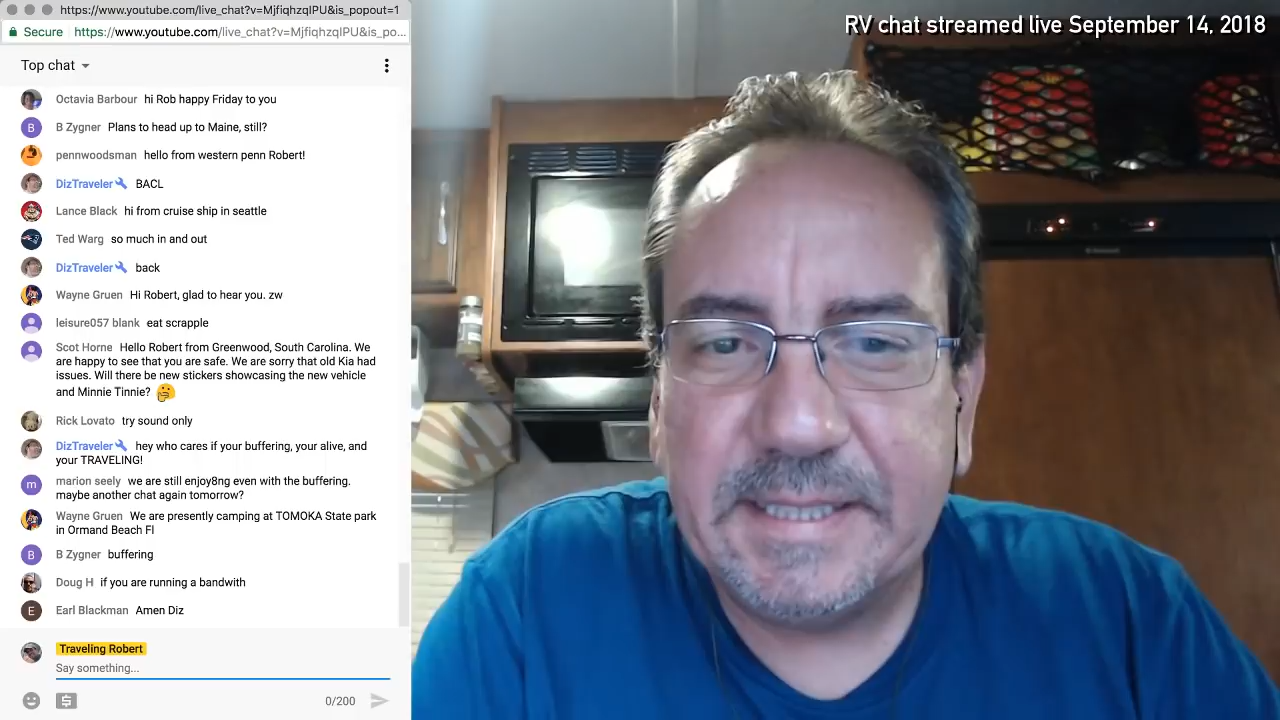 https://www.youtube.com/live_chat?v=MjfiqhzqIPU&is_popout=1
RV chat streamed live September 14, 2018
Secure https://www.youtube.com/live_chat?v=MjfiqhzqIPU&is_po...
Top chat
Octavia Barbour hi Rob happy Friday to you
B
B Zygner Plans to head up to Maine, still?
pennwoodsman hello from western penn Robert!
DizTraveler BACL
Lance Black hi from cruise ship in seattle
Ted Warg so much in and out
DizTraveler back
Wayne Gruen Hi Robert, glad to hear you. zw
leisure057 blank eat scrapple
Scot Horne Hello Robert from Greenwood, South Carolina. We
are happy to see that you are safe. We are sorry that old Kia had
issues. Will there be new stickers showcasing the new vehicle
and Minnie Tinnie?
Rick Lovato try sound only
DizTraveler hey who cares if your buffering, your alive, and
your TRAVELING!
m
marion seely we are still enjoy8ng even with the buffering.
maybe another chat again tomorrow?
Wayne Gruen We are presently camping at TOMOKA State park
in Ormand Beach Fl
B
B Zygner buffering
Doug H if you are running a bandwith
E
Earl Blackman Amen Diz
Traveling Robert
Say something...
0/200